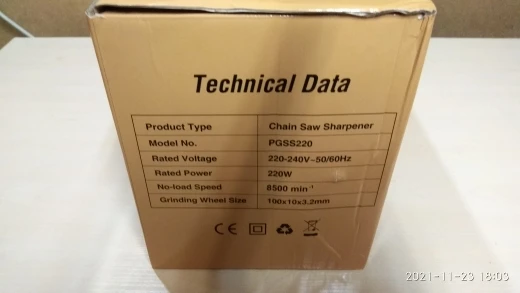 Technical Data
Product Type Chain Saw Sharpener
Model No. PGSS220
Rated Voltage 220-240V~50/60Hz
Rated Power 220W
No-load Speed 8500 min⁻¹
Grinding Wheel Size 100x10x3.2mm
CE
2021-11-23 18:03